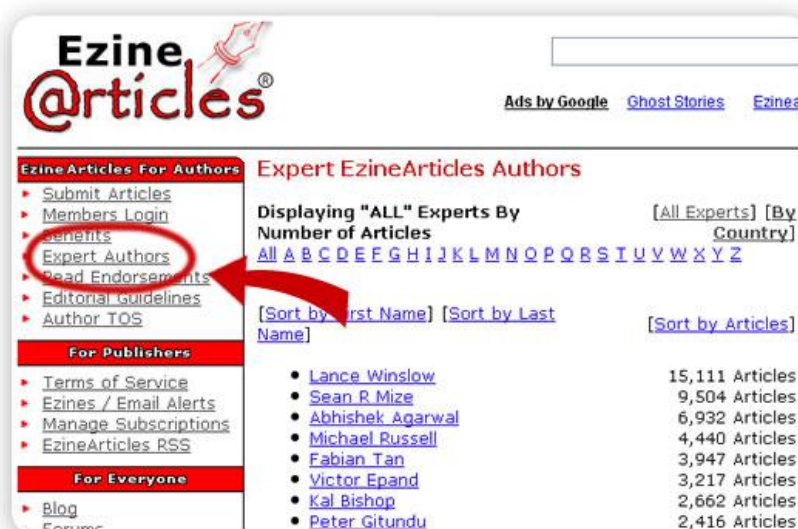 Ezine
@rticles®
Ads by Google Ghost Stories Ezinea
EzineArticles For Authors
Submit Articles
Members Login
Benefits
Expert Authors
Read Endorsements
Editorial Guidelines
Author TOS
For Publishers
Terms of Service
Ezines / Email Alerts
Manage Subscriptions
EzineArticles RSS
For Everyone
Blog
Forums
Expert EzineArticles Authors
Displaying "ALL" Experts By [All Experts] [By
Number of Articles Country]
All A B C D E F G H I J K L M N O P Q R S T U V W X Y Z
[Sort by First Name] [Sort by Last
Name] [Sort by Articles]
Lance Winslow 15,111 Articles
Sean R Mize 9,504 Articles
Abhishek Agarwal 6,932 Articles
Michael Russell 4,440 Articles
Fabian Tan 3,947 Articles
Victor Epand 3,217 Articles
Kal Bishop 2,662 Articles
Peter Gitundu 2,416 Articles